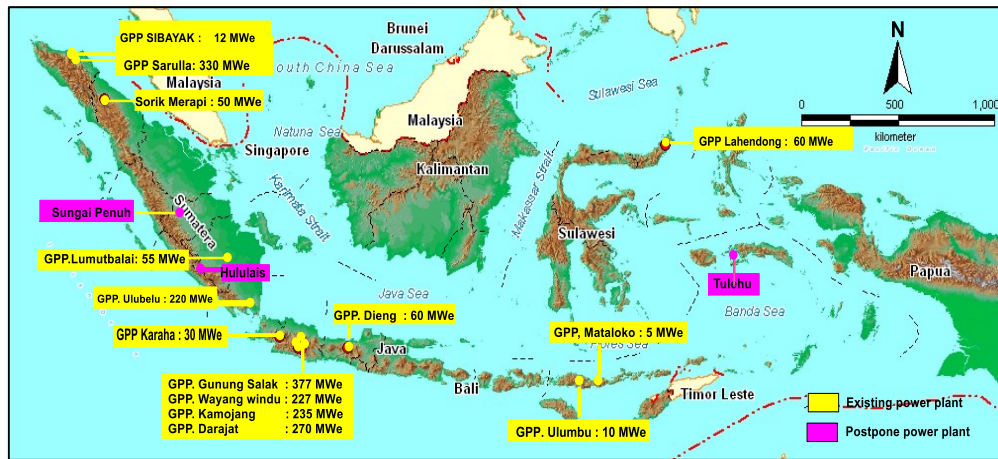 GPP SIBAYAK : 12 MWe
GPP Sarulla: 330 MWe
Sorik Merapi : 50 MWe
Malaysia
South China Sea
Brunei
Darussalam
Sulawesi Sea
N
0 500 1,000
kilometer
Pacific Ocean
Natuna Sea
Singapore
Malaysia
Kalimantan
GPP Lahendong : 60 MWe
Karimata Strait
Makassar Strait
Sungai Penuh
Sumatera
Sulawesi
GPP.Lumutbalai : 55 MWe
Hululais
Papua
Tuluhu
GPP. Ulubelu : 220 MWe
Java Sea
Banda Sea
GPP Karaha : 30 MWe
GPP. Dieng : 60 MWe
Java
GPP, Mataloko : 5 MWe
Flores Sea
GPP. Gunung Salak : 377 MWe
GPP. Wayang windu : 227 MWe
GPP. Kamojang : 235 MWe
GPP. Darajat : 270 MWe
Bali
Timor Leste
GPP. Ulumbu : 10 MWe
Existing power plant
Postpone power plant